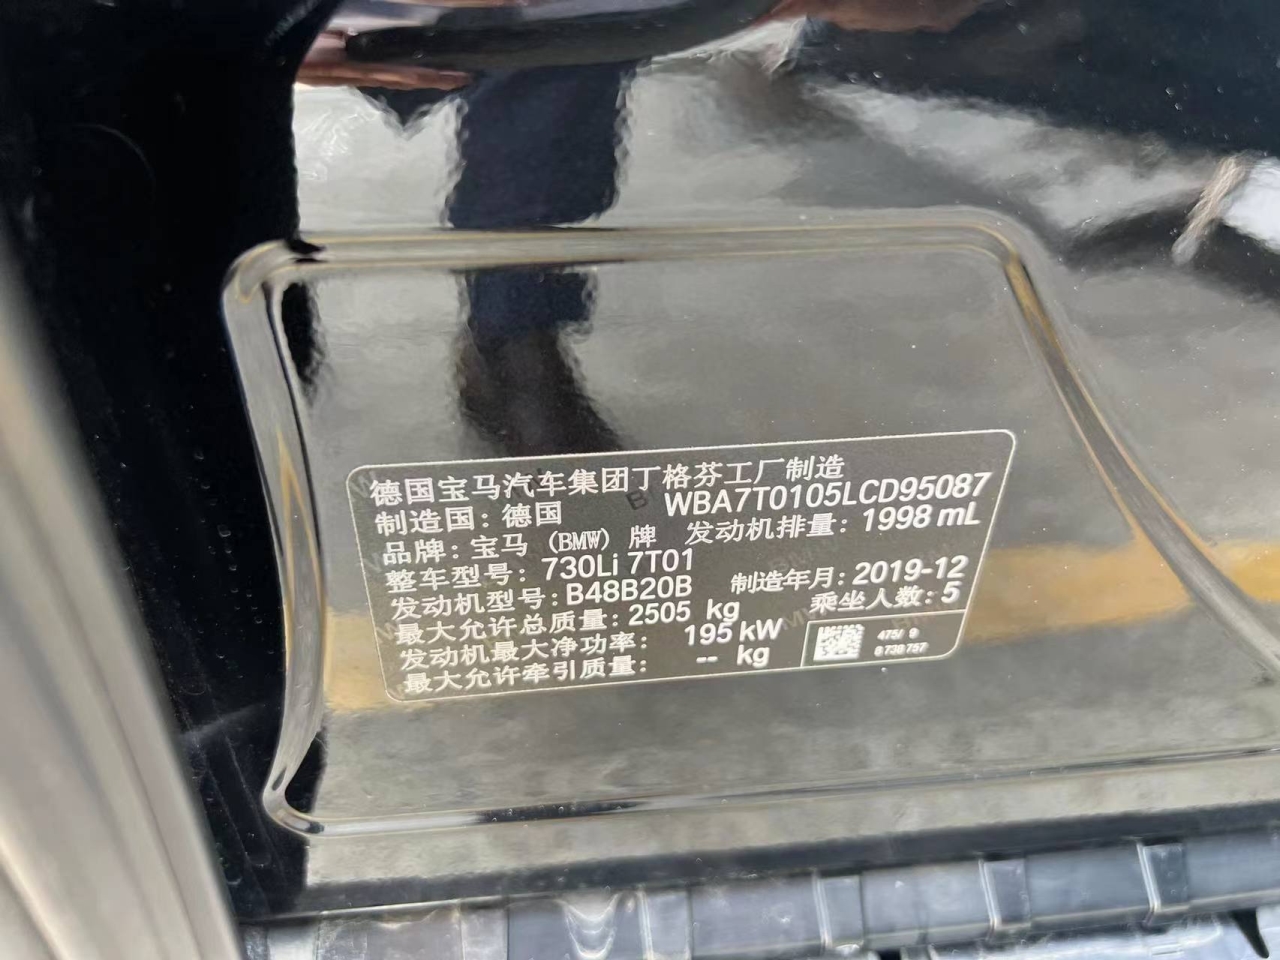 德国宝马汽车集团丁格芬工厂制造
制造国：德国 WBA7T0105LCD95087
品牌：宝马（BMW）牌 发动机排量：1998 mL
整车型号：730Li 7T01
发动机型号：B48B20B 制造年月：2019-12
最大允许总质量：2505 kg 乘坐人数：5
发动机最大净功率： 195 kW
最大允许牵引质量： -- kg
8738757